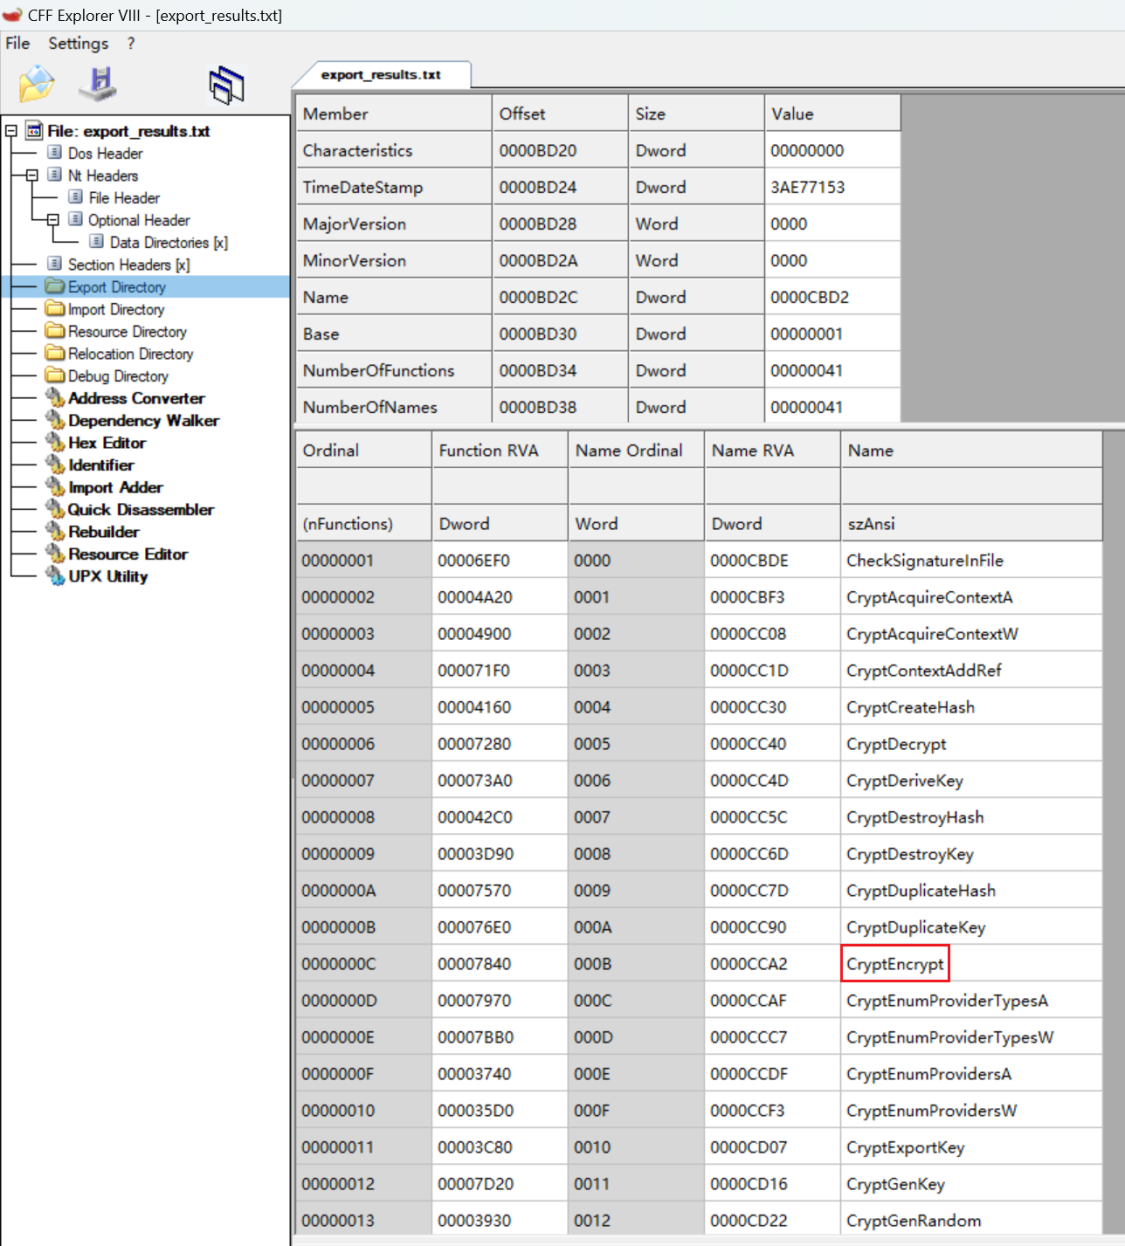 CFF Explorer VIII - [export_results.txt]
File Settings ?
export_results.txt
File: export_results.txt
Dos Header
Nt Headers
File Header
Optional Header
Data Directories [x]
Section Headers [x]
Export Directory
Import Directory
Resource Directory
Relocation Directory
Debug Directory
Address Converter
Dependency Walker
Hex Editor
Identifier
Import Adder
Quick Disassembler
Rebuilder
Resource Editor
UPX Utility
Member Offset Size Value
Characteristics 0000BD20 Dword 00000000
TimeDateStamp 0000BD24 Dword 3AE77153
MajorVersion 0000BD28 Word 0000
MinorVersion 0000BD2A Word 0000
Name 0000BD2C Dword 0000CBD2
Base 0000BD30 Dword 00000001
NumberOfFunctions 0000BD34 Dword 00000041
NumberOfNames 0000BD38 Dword 00000041
Ordinal Function RVA Name Ordinal Name RVA Name
(nFunctions) Dword Word Dword szAnsi
00000001 00006EF0 0000 0000CBDE CheckSignatureInFile
00000002 00004A20 0001 0000CBF3 CryptAcquireContextA
00000003 00004900 0002 0000CC08 CryptAcquireContextW
00000004 000071F0 0003 0000CC1D CryptContextAddRef
00000005 00004160 0004 0000CC30 CryptCreateHash
00000006 00007280 0005 0000CC40 CryptDecrypt
00000007 000073A0 0006 0000CC4D CryptDeriveKey
00000008 000042C0 0007 0000CC5C CryptDestroyHash
00000009 00003D90 0008 0000CC6D CryptDestroyKey
0000000A 00007570 0009 0000CC7D CryptDuplicateHash
0000000B 000076E0 000A 0000CC90 CryptDuplicateKey
0000000C 00007840 000B 0000CCA2 CryptEncrypt
0000000D 00007970 000C 0000CCAF CryptEnumProviderTypesA
0000000E 00007BB0 000D 0000CCC7 CryptEnumProviderTypesW
0000000F 00003740 000E 0000CCDF CryptEnumProvidersA
00000010 000035D0 000F 0000CCF3 CryptEnumProvidersW
00000011 00003C80 0010 0000CD07 CryptExportKey
00000012 00007D20 0011 0000CD16 CryptGenKey
00000013 00003930 0012 0000CD22 CryptGenRandom